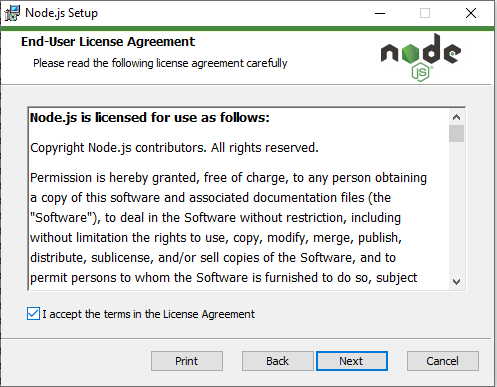 Node.js Setup
End-User License Agreement
Please read the following license agreement carefully
node
JS
Node.js is licensed for use as follows:
Copyright Node.js contributors. All rights reserved.
Permission is hereby granted, free of charge, to any person obtaining
a copy of this software and associated documentation files (the
"Software"), to deal in the Software without restriction, including
without limitation the rights to use, copy, modify, merge, publish,
distribute, sublicense, and/or sell copies of the Software, and to
permit persons to whom the Software is furnished to do so, subject
I accept the terms in the License Agreement
Print Back Next Cancel